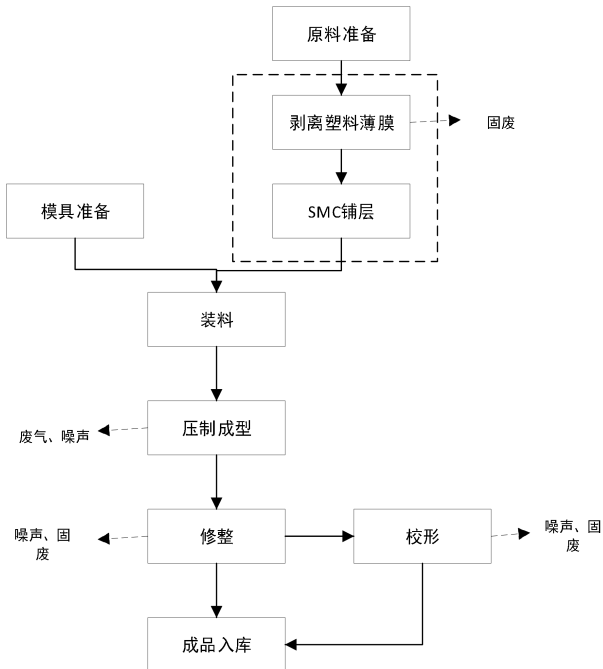 原料准备
剥离塑料薄膜
固废
模具准备
SMC铺层
装料
压制成型
废气、噪声
修整
噪声、固
废
校形
噪声、固
废
成品入库